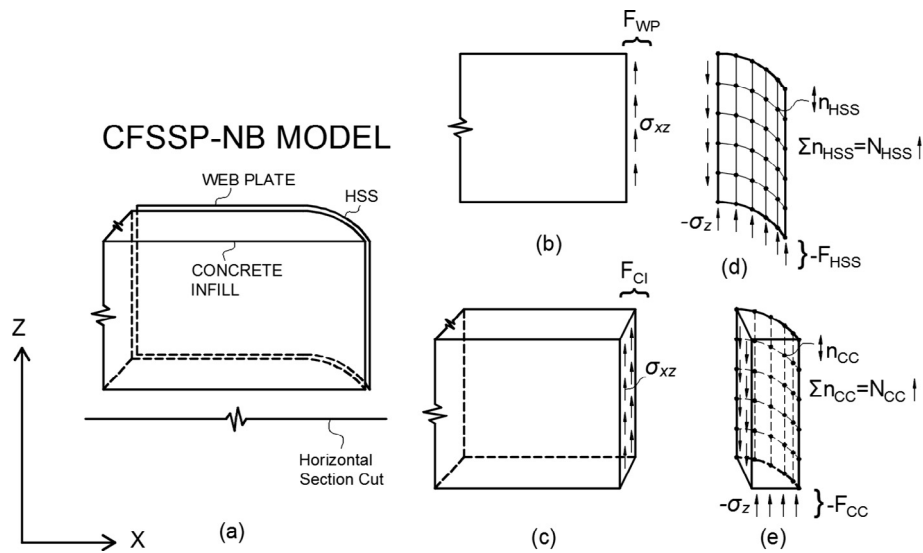 CFSSP-NB MODEL
WEB PLATE
HSS
CONCRETE
INFILL
Z
X
Horizontal
Section Cut
(a)
F_WP
σ_xz
(b)
n_HSS
Σn_HSS=N_HSS
-σ_z
-F_HSS
(d)
F_CI
σ_xz
(c)
n_CC
Σn_CC=N_CC
-σ_z
-F_CC
(e)